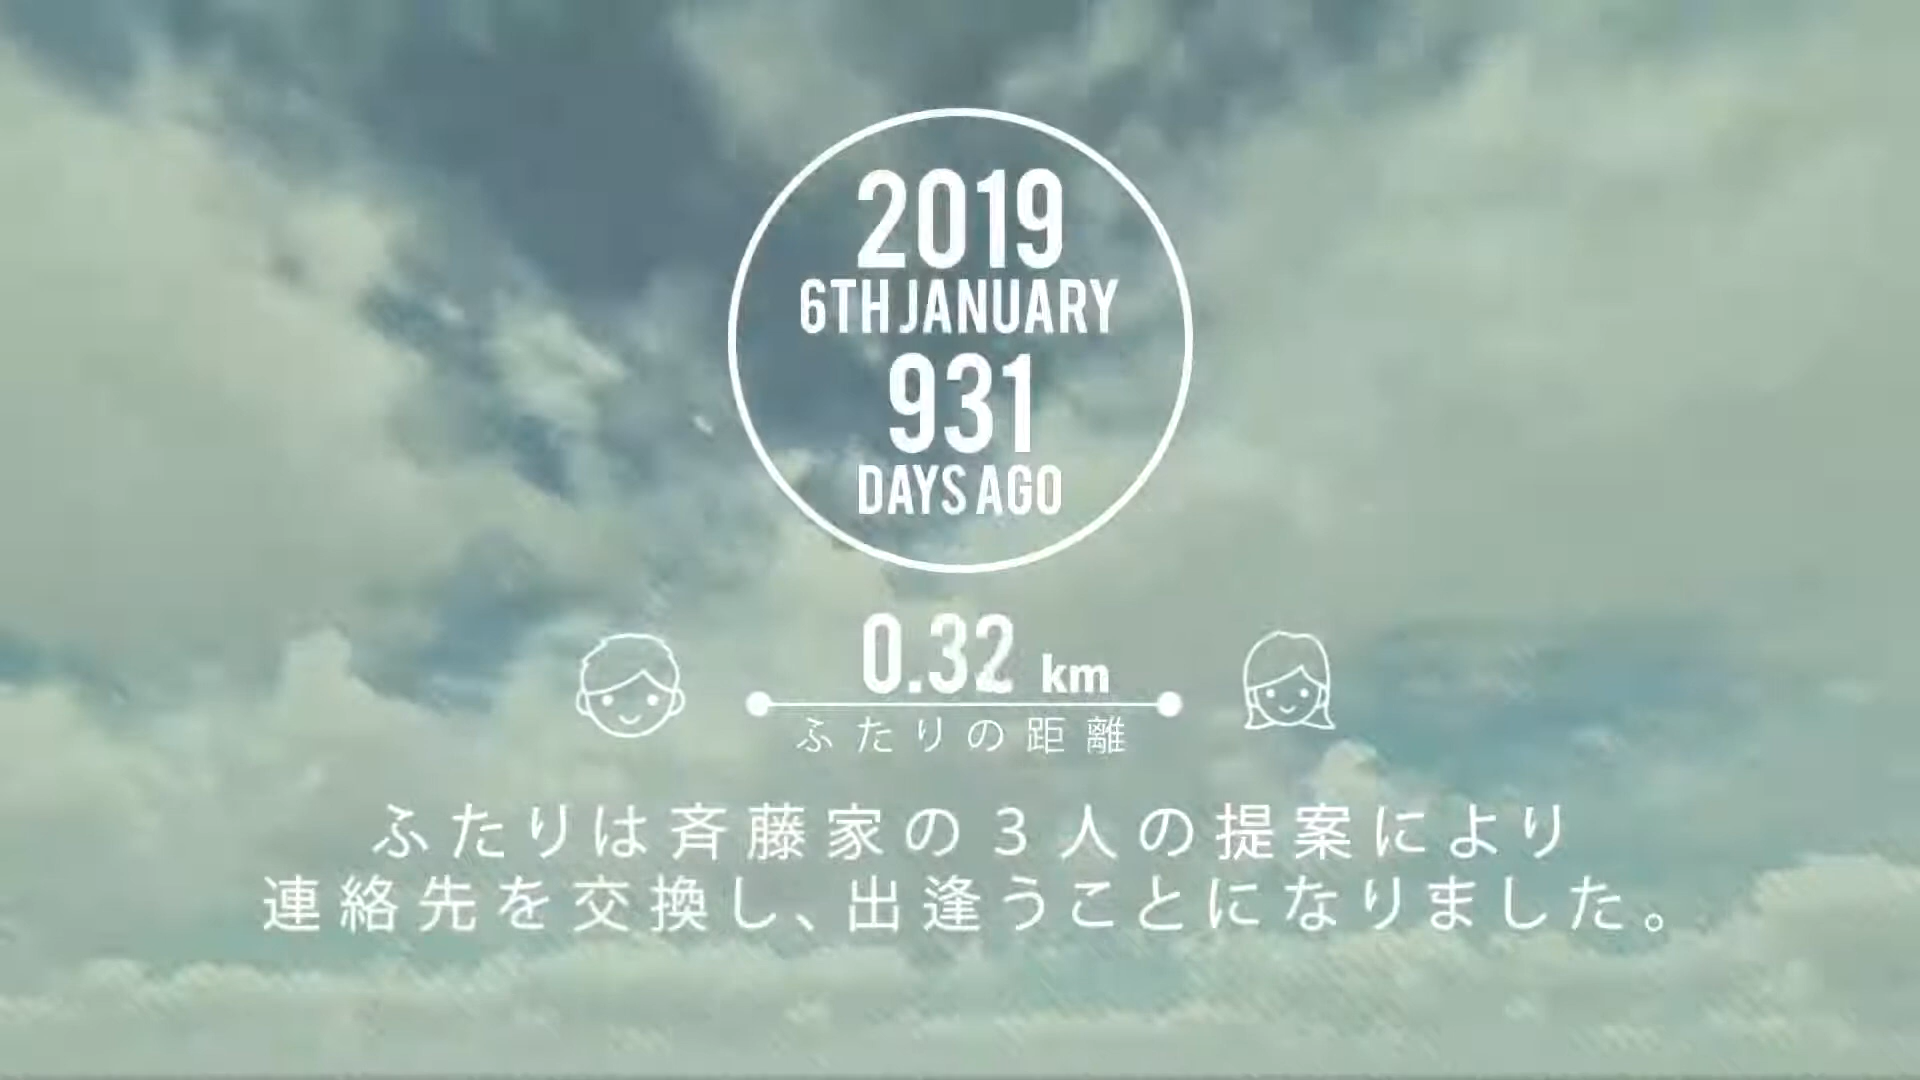 2019
6TH JANUARY
931
DAYS AGO
0.32 km
ふたりの距離
ふたりは斉藤家の3人の提案により
連絡先を交換し、出逢うことになりました。